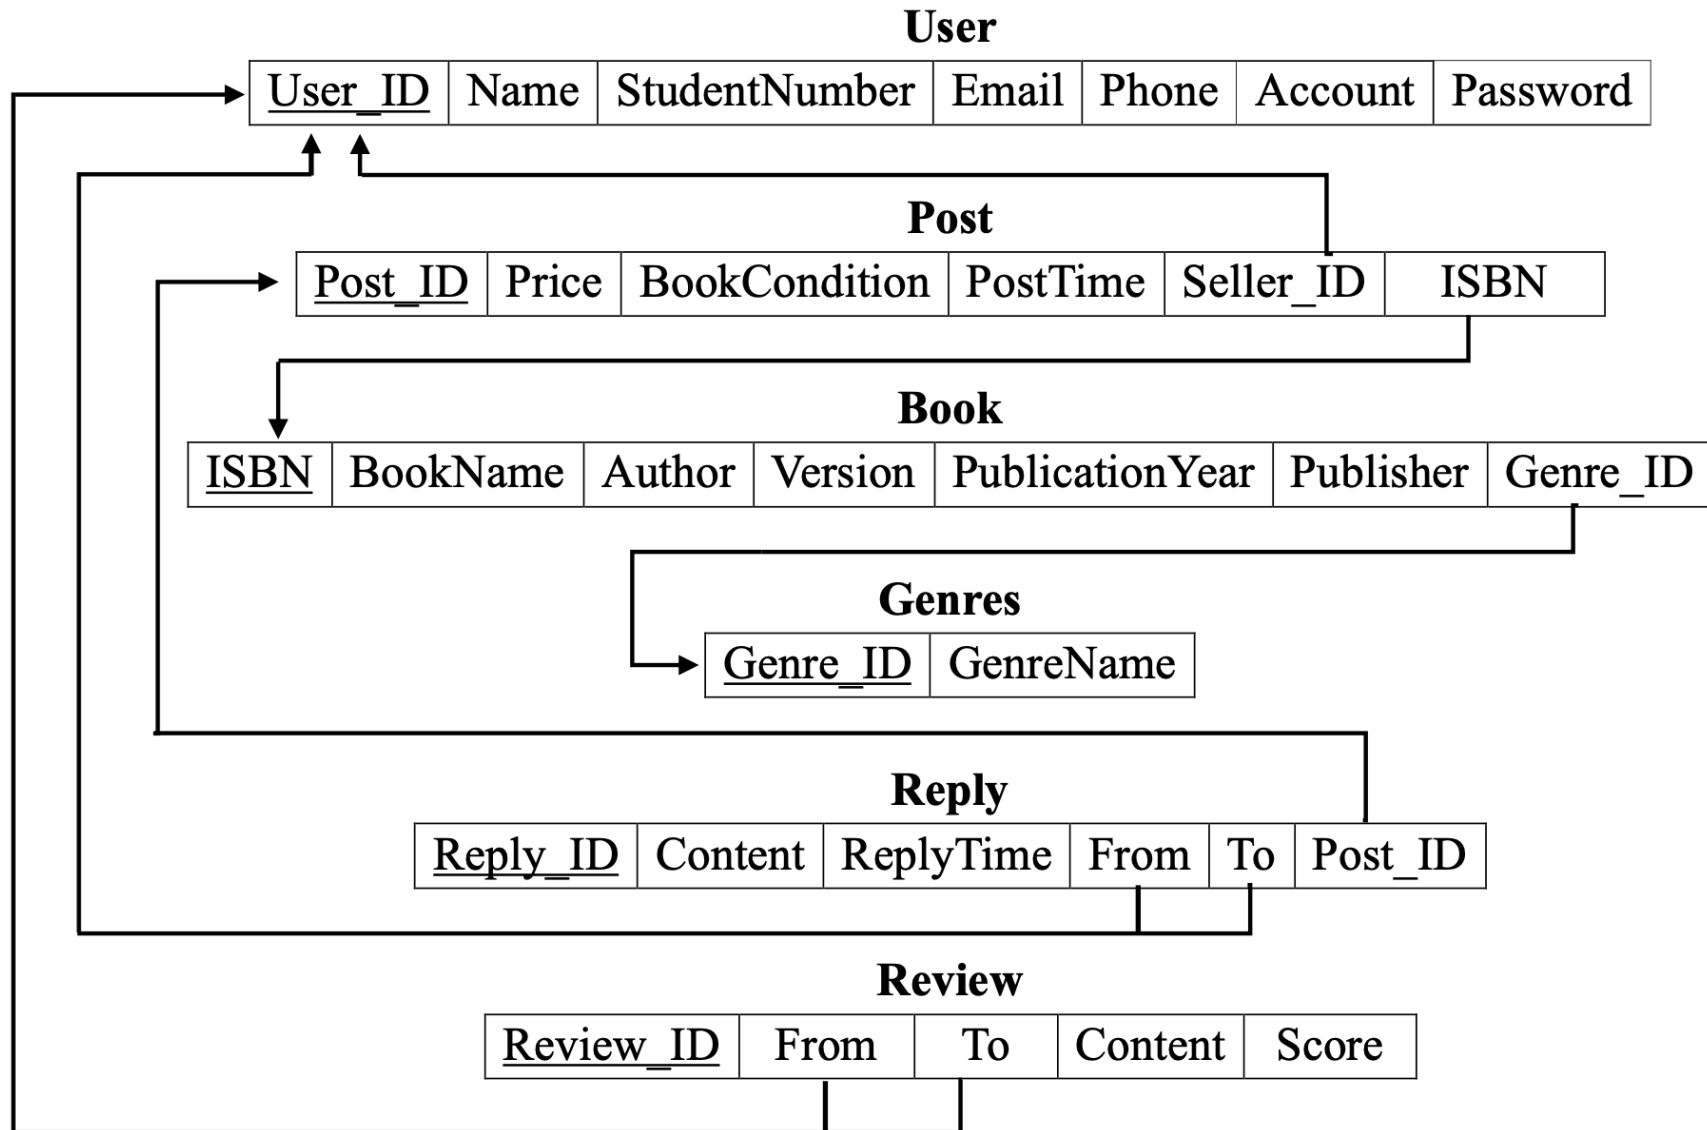 User
User_ID Name StudentNumber Email Phone Account Password
Post
Post_ID Price BookCondition PostTime Seller_ID ISBN
Book
ISBN BookName Author Version PublicationYear Publisher Genre_ID
Genres
Genre_ID GenreName
Reply
Reply_ID Content ReplyTime From To Post_ID
Review
Review_ID From To Content Score